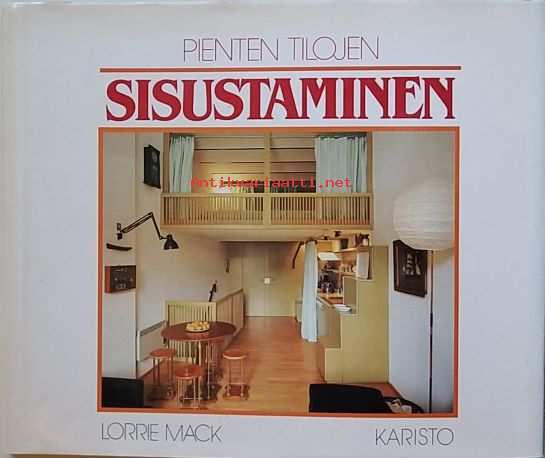 PIENTEN TILOJEN
SISUSTAMINEN
Antikvariaatti.net
LORRIE MACK
KARISTO